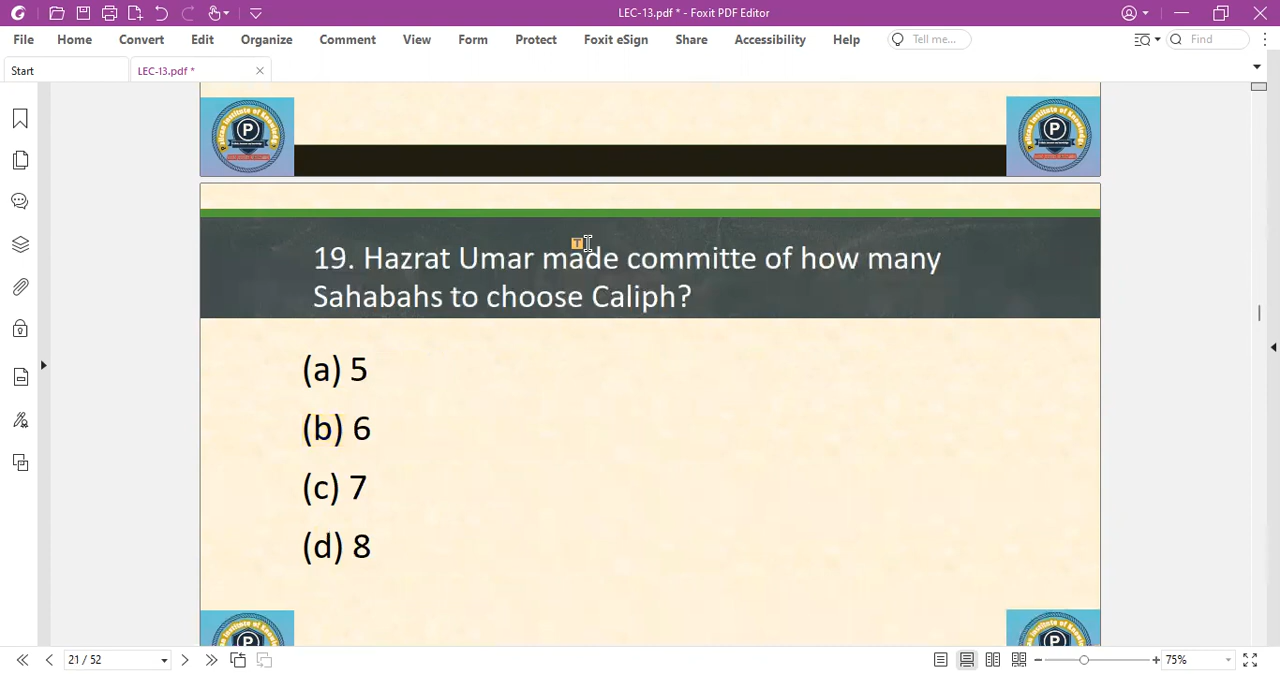 LEC-13.pdf * - Foxit PDF Editor
File Home Convert Edit Organize Comment View Form Protect Foxit eSign Share Accessibility Help Tell me... Find
Start LEC-13.pdf *
P P
19. Hazrat Umar made committe of how many
Sahabahs to choose Caliph?
(a) 5
(b) 6
(c) 7
(d) 8
P P
21 / 52 75%